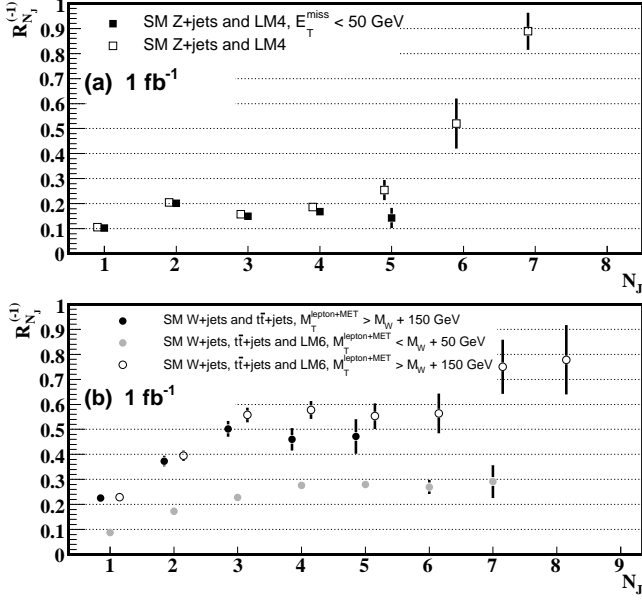 R_{N_J}^{(-1)}
1
0.9
0.8
0.7
0.6
0.5
0.4
0.3
0.2
0.1
0
SM Z+jets and LM4, E_T^{miss} < 50 GeV
SM Z+jets and LM4
(a) 1 fb^{-1}
1 2 3 4 5 6 7 8
N_J
R_{N_J}^{(-1)}
1
0.9
0.8
0.7
0.6
0.5
0.4
0.3
0.2
0.1
0
SM W+jets and tt̄+jets, M_T^{lepton+MET} > M_W + 150 GeV
SM W+jets, tt̄+jets and LM6, M_T^{lepton+MET} < M_W + 50 GeV
SM W+jets, tt̄+jets and LM6, M_T^{lepton+MET} > M_W + 150 GeV
(b) 1 fb^{-1}
1 2 3 4 5 6 7 8 9
N_J